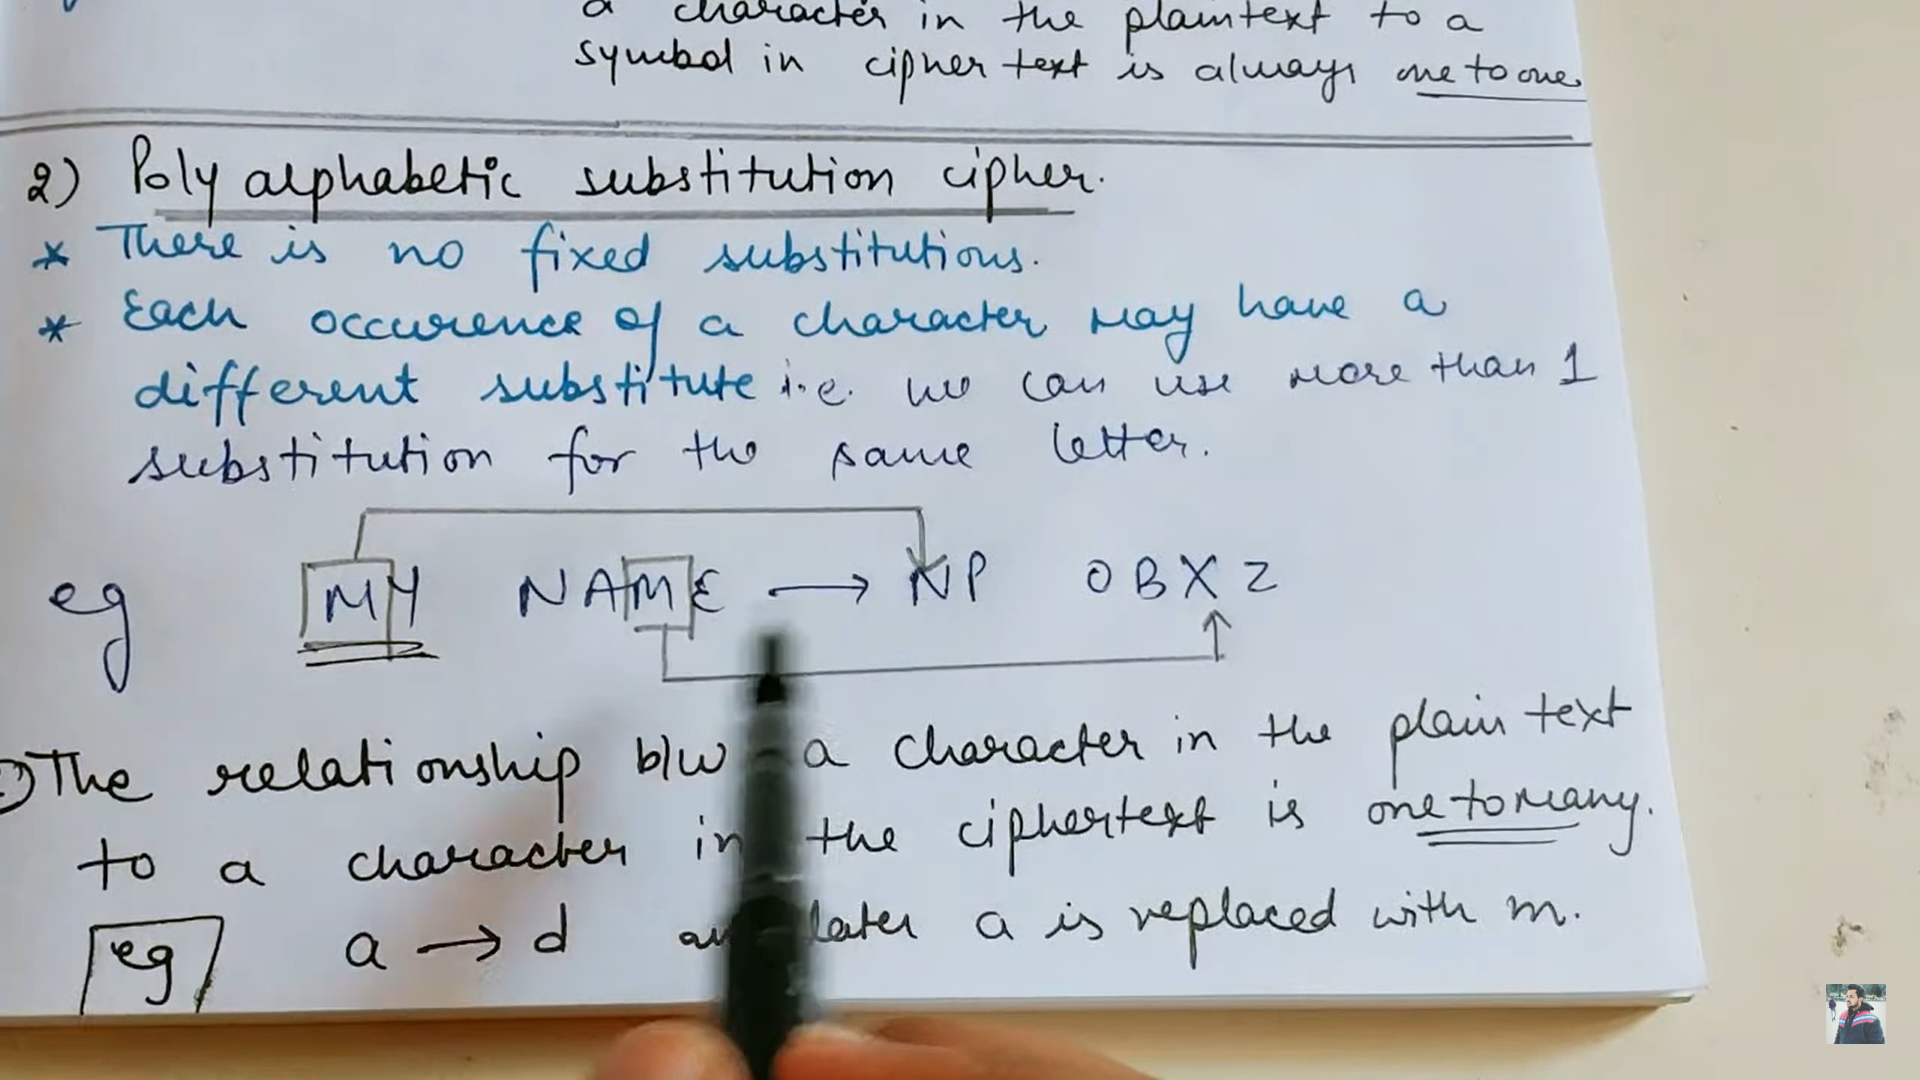 a character in the plaintext to a
symbol in cipher text is always one to one
2) Poly alphabetic substitution cipher.
* There is no fixed substitutions.
* Each occurence of a character may have a
different substitute i.e. we can use more than 1
substitution for the same letter.
eg MY NAME → NP OBXZ
The relationship b/w a character in the plain text
to a character in the ciphertext is one to many.
eg a → d later a is replaced with m.